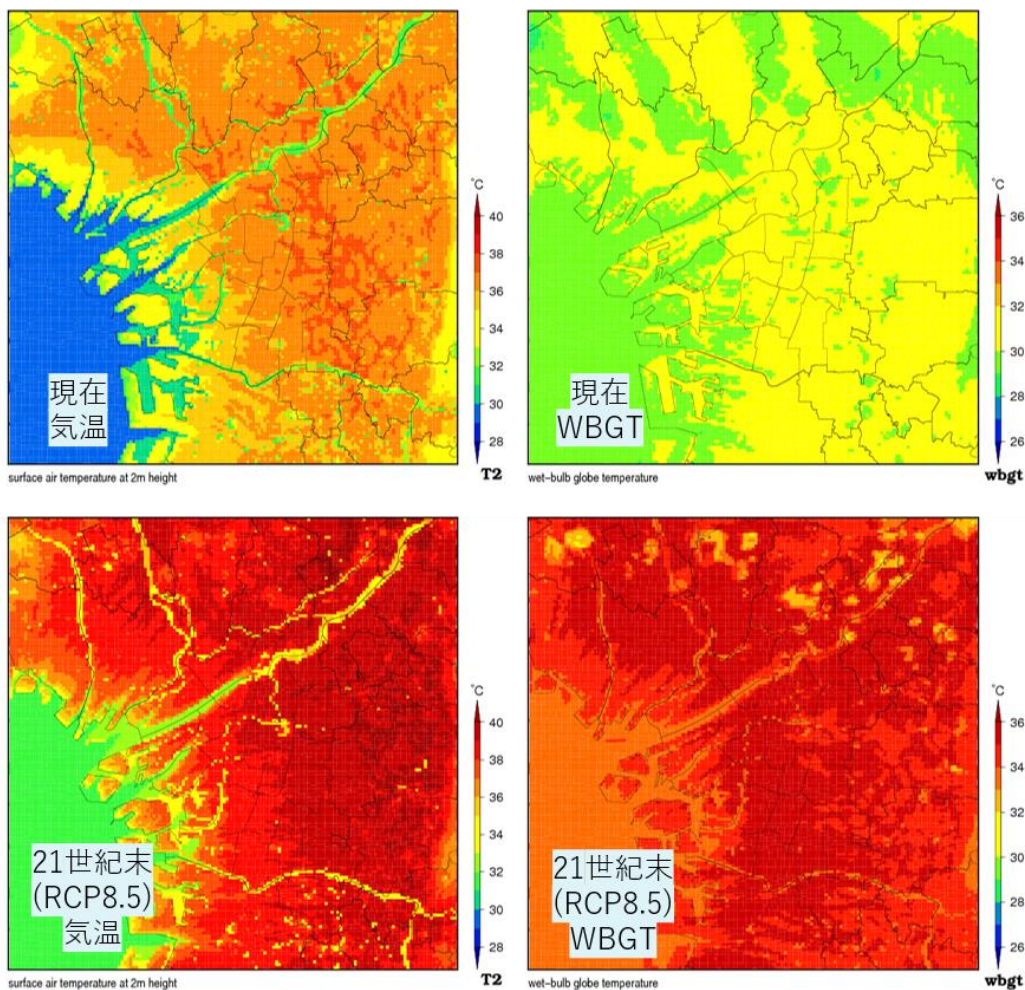 °C
40
38
36
34
32
30
28
現在
気温
surface air temperature at 2m height
T2
°C
36
34
32
30
28
26
現在
WBGT
wet-bulb globe temperature
wbgt
°C
40
38
36
34
32
30
28
21世紀末
(RCP8.5)
気温
surface air temperature at 2m height
T2
°C
36
34
32
30
28
26
21世紀末
(RCP8.5)
WBGT
wet-bulb globe temperature
wbgt